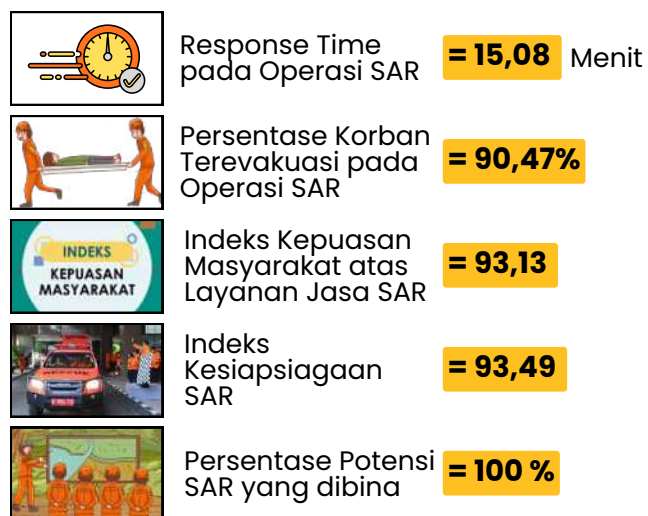 Response Time
pada Operasi SAR
= 15,08 Menit
Persentase Korban
Terevakuasi pada
Operasi SAR
= 90,47%
INDEKS
KEPUASAN
MASYARAKAT
Indeks Kepuasan
Masyarakat atas
Layanan Jasa SAR
= 93,13
RESCUE
Indeks
Kesiapsiagaan
SAR
= 93,49
Persentase Potensi
SAR yang dibina
= 100 %